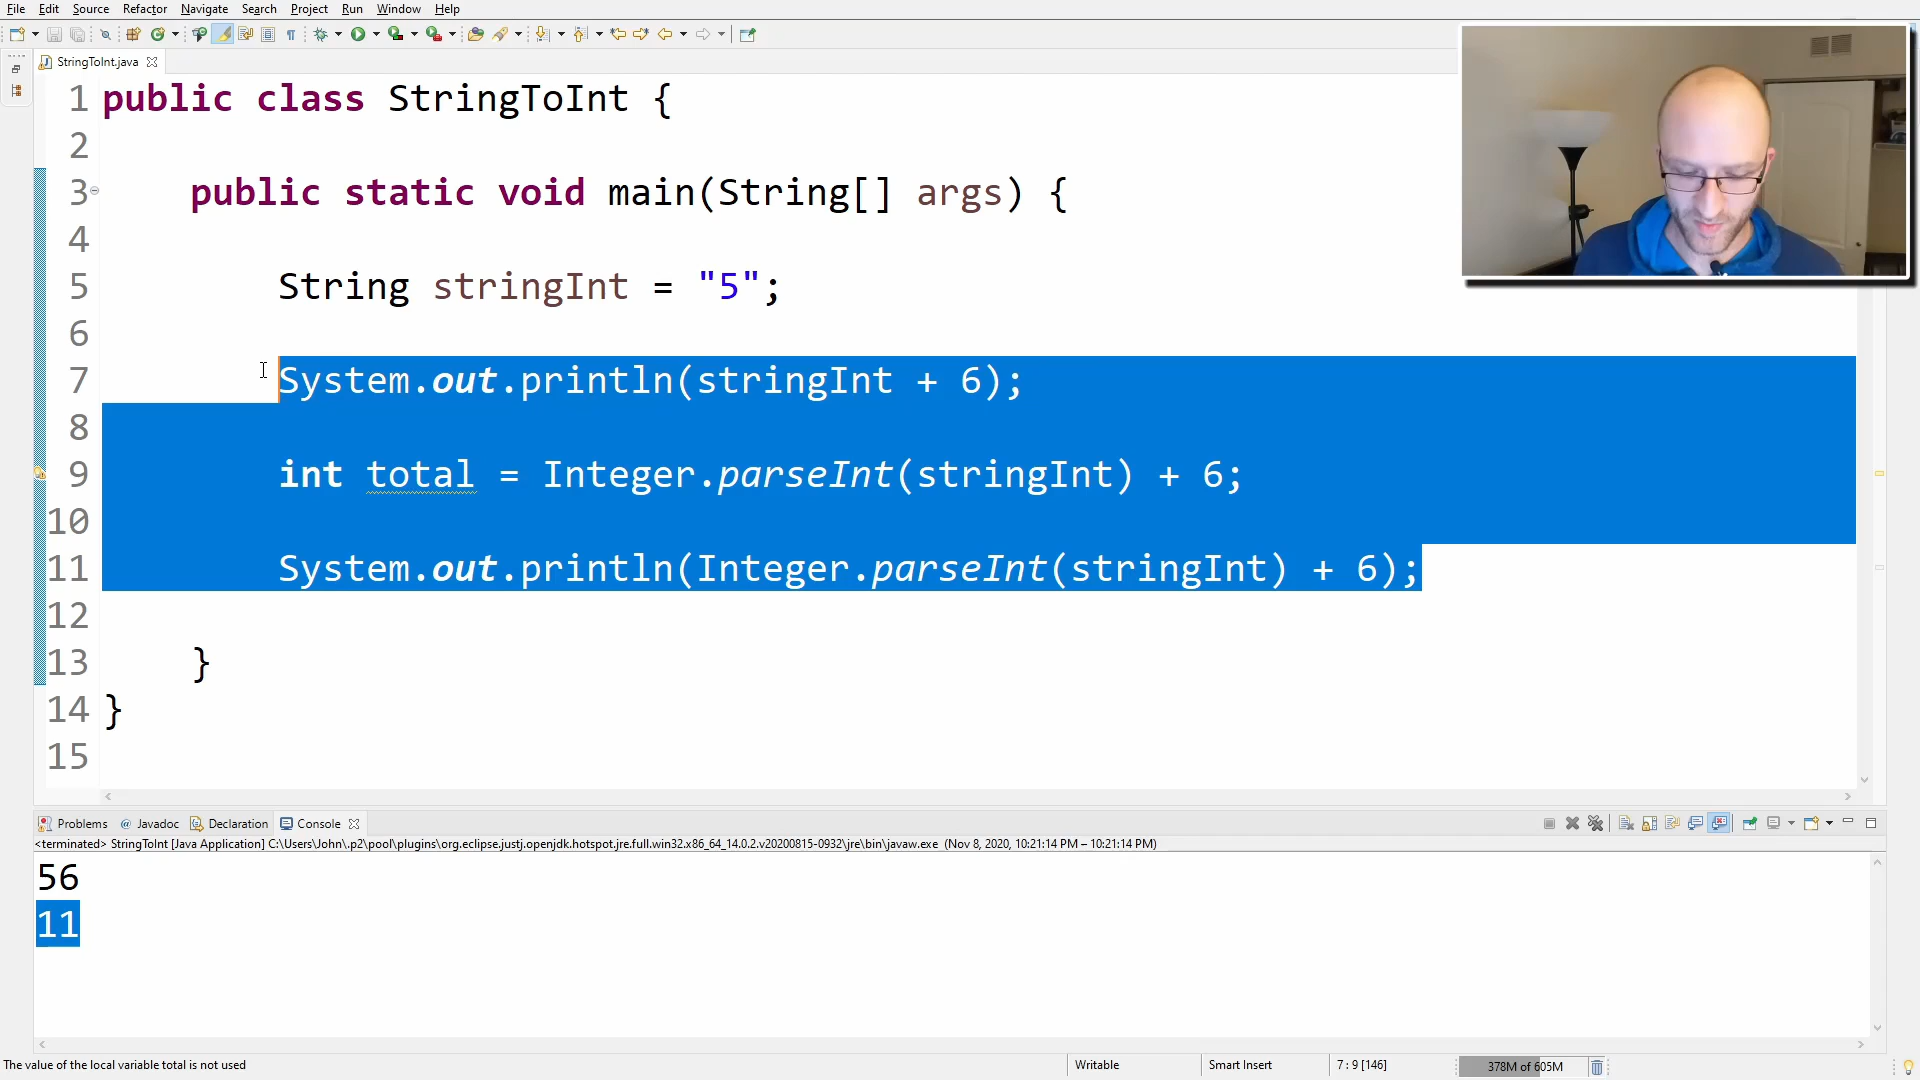 File Edit Source Refactor Navigate Search Project Run Window Help
StringToInt.java
1 public class StringToInt {
2
3 public static void main(String[] args) {
4
5 String stringInt = "5";
6
7 System.out.println(stringInt + 6);
8
9 int total = Integer.parseInt(stringInt) + 6;
10
11 System.out.println(Integer.parseInt(stringInt) + 6);
12
13 }
14 }
15
Problems @ Javadoc Declaration Console
<terminated> StringToInt [Java Application] C:\Users\John\.p2\pool\plugins\org.eclipse.justj.openjdk.hotspot.jre.full.win32.x86_64_14.0.2.v20200815-0932\jre\bin\javaw.exe (Nov 8, 2020, 10:21:14 PM – 10:21:14 PM)
56
11
The value of the local variable total is not used Writable Smart Insert 7 : 9 [146] 378M of 605M